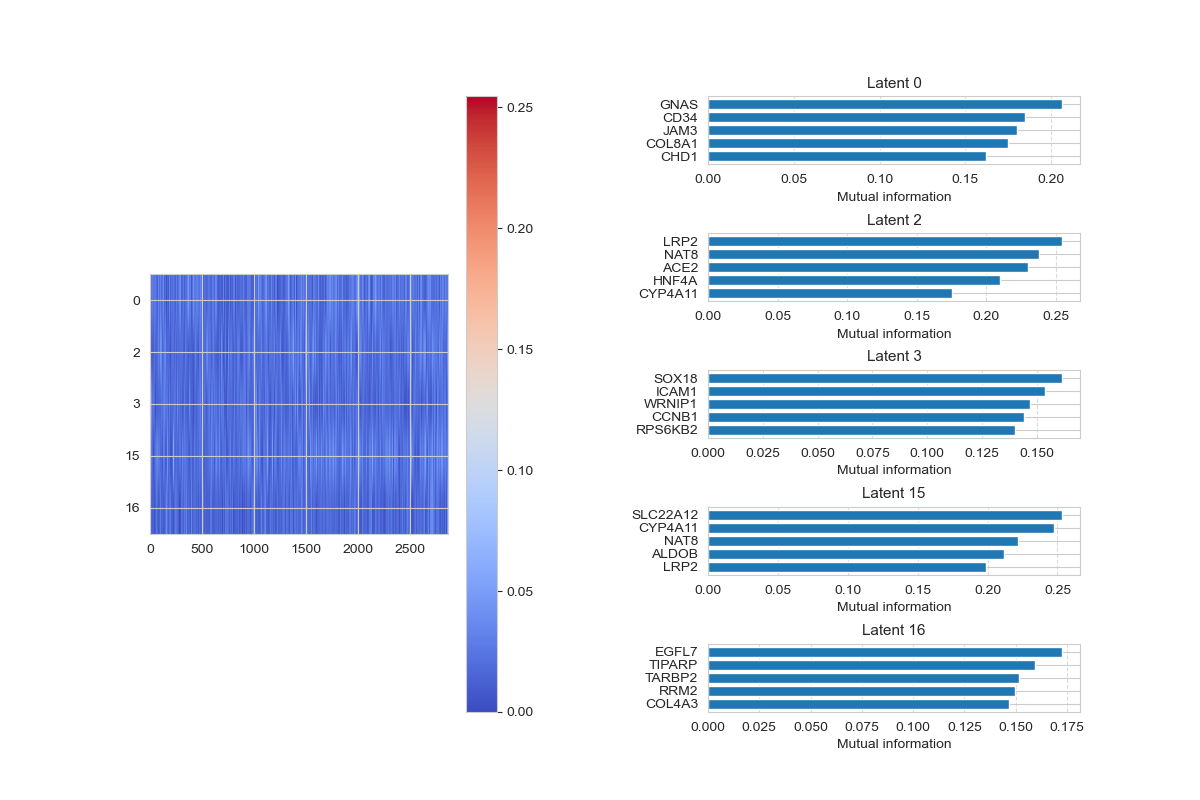 0
2
3
15
16
0 500 1000 1500 2000 2500
0.25
0.20
0.15
0.10
0.05
0.00
Latent 0
GNAS
CD34
JAM3
COL8A1
CHD1
0.00 0.05 0.10 0.15 0.20
Mutual information
Latent 2
LRP2
NAT8
ACE2
HNF4A
CYP4A11
0.00 0.05 0.10 0.15 0.20 0.25
Mutual information
Latent 3
SOX18
ICAM1
WRNIP1
CCNB1
RPS6KB2
0.000 0.025 0.050 0.075 0.100 0.125 0.150
Mutual information
Latent 15
SLC22A12
CYP4A11
NAT8
ALDOB
LRP2
0.00 0.05 0.10 0.15 0.20 0.25
Mutual information
Latent 16
EGFL7
TIPARP
TARBP2
RRM2
COL4A3
0.000 0.025 0.050 0.075 0.100 0.125 0.150 0.175
Mutual information